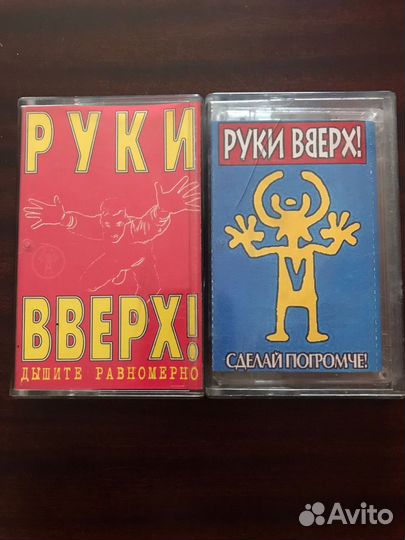 РУКИ
ВВЕРХ!
ДЫШИТЕ РАВНОМЕРНО
РУКИ ВВЕРХ!
СДЕЛАЙ ПОГРОМЧЕ!
Avito